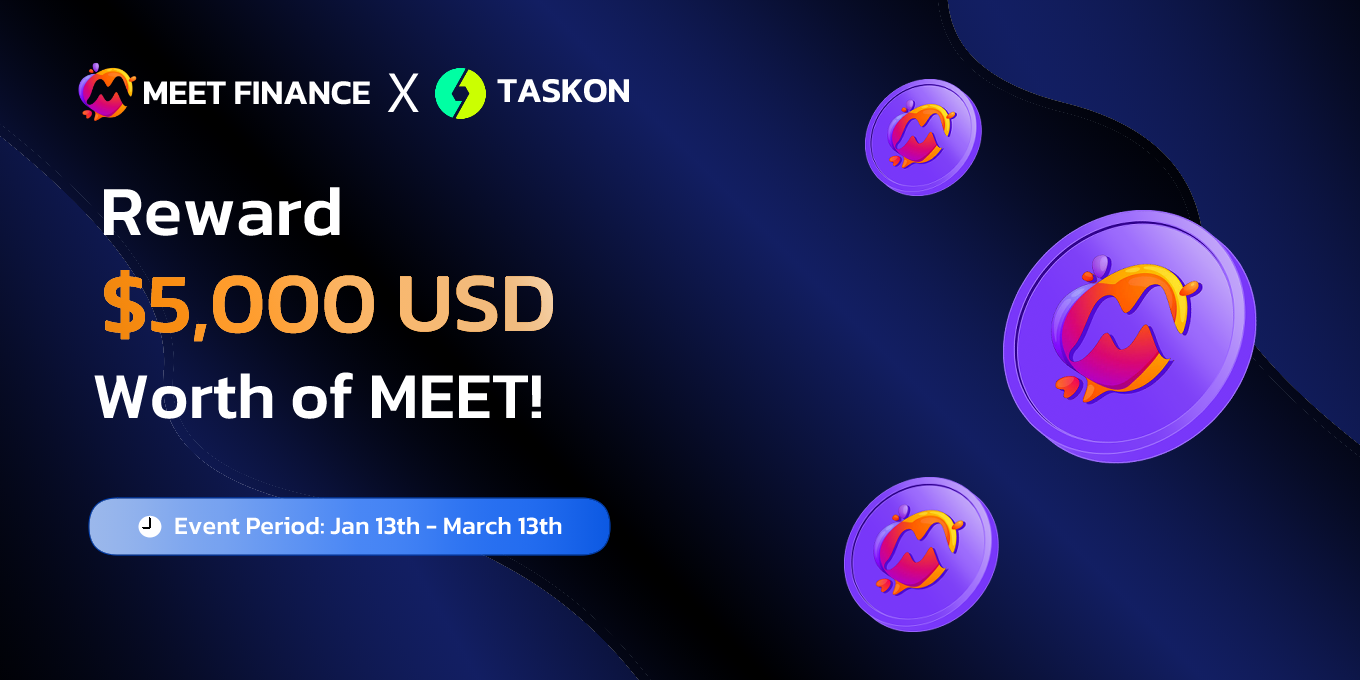 MEET FINANCE X TASKON
Reward
$5,000 USD
Worth of MEET!
Event Period: Jan 13th - March 13th